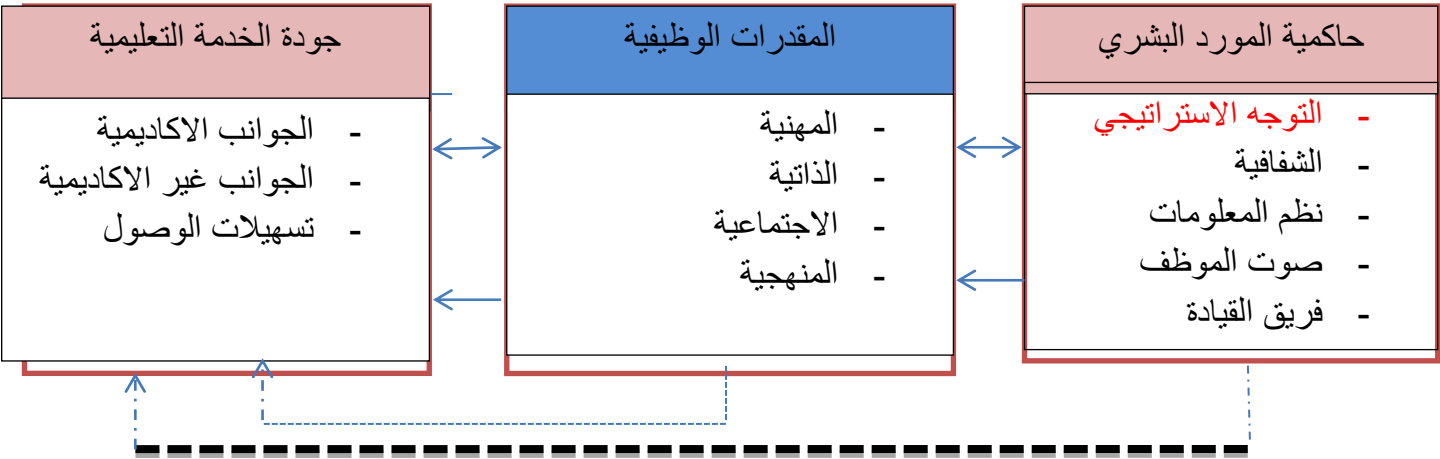 حاكمية المورد البشري
- التوجه الاستراتيجي
- الشفافية
- نظم المعلومات
- صوت الموظف
- فريق القيادة
المقدرات الوظيفية
- المهنية
- الذاتية
- الاجتماعية
- المنهجية
جودة الخدمة التعليمية
- الجوانب الاكاديمية
- الجوانب غير الاكاديمية
- تسهيلات الوصول